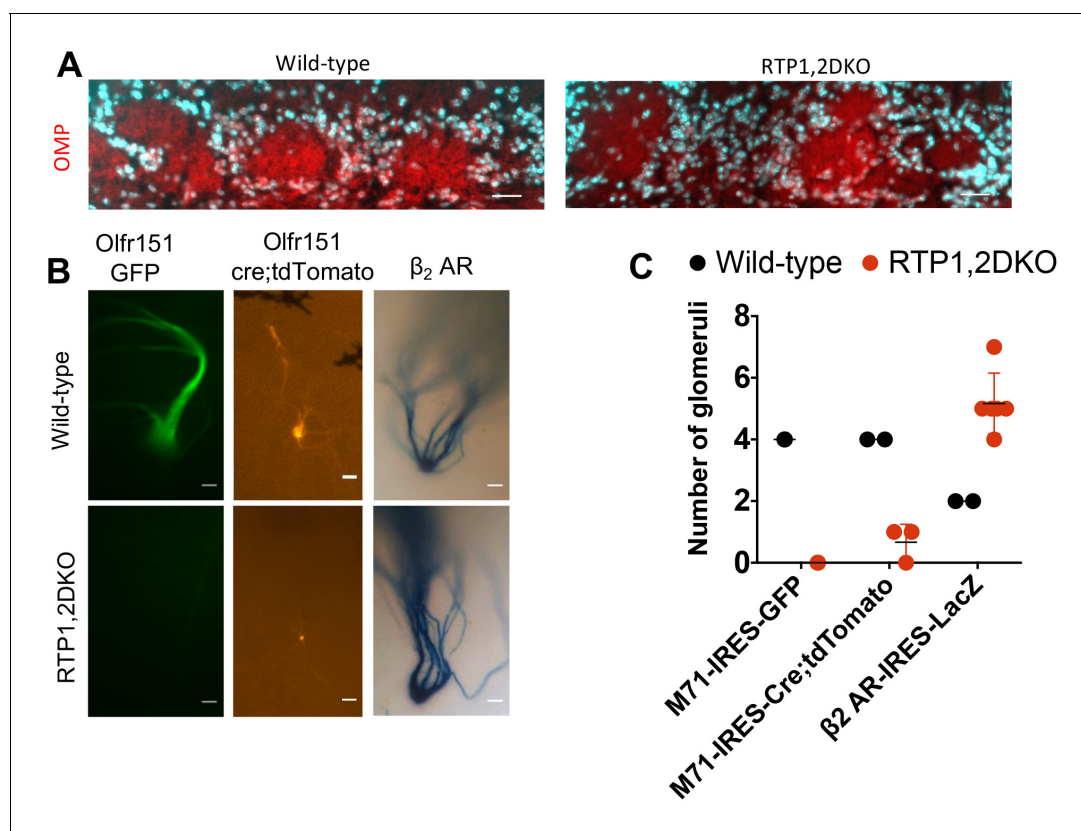 A
Wild-type
RTP1,2DKO
OMP
B
Olfr151
GFP
Olfr151
cre;tdTomato
β₂ AR
Wild-type
RTP1,2DKO
C
Wild-type
RTP1,2DKO
Number of glomeruli
8
6
4
2
0
M71-IRES-GFP
M71-IRES-Cre;tdTomato
β2 AR-IRES-LacZ